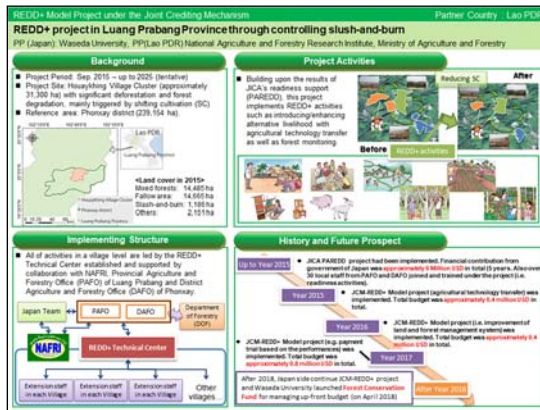 REDD+ Model Project under the Joint Crediting Mechanism
Partner Country : Lao PDR
REDD+ project in Luang Prabang Province through controlling slush-and-burn
PP (Japan): Waseda University, PP(Lao PDR) National Agriculture and Forestry Research Institute, Ministry of Agriculture and Forestry
Background
Project Period: Sep. 2015 – up to 2025 (tentative)
Project Site: Houaykhing Village Cluster (approximately
31,300 ha) with significant deforestation and forest
degradation, mainly triggered by shifting cultivation (SC)
Reference area: Phonxay district (239,154 ha).
Lao PDR
Luang Prabang
Province
<Land cover in 2015>
Mixed forests: 14,485ha
Fallow area: 14,665ha
Slash-and-burn: 1,186ha
Others: 2,151ha
Houaykhing Village Cluster
Phonxay district
Luang Prabang Province
Project Activities
Building upon the results of
JICA's readiness support
(PAREDD), this project
implements REDD+ activities
such as introducing/enhancing
alternative livelihood with
agricultural technology transfer
as well as forest monitoring.
Reducing SC
After
Before
REDD+ activities
Implementing Structure
All of activities in a village level are led by the REDD+
Technical Center established and supported by
collaboration with NAFRI, Provincial Agriculture and
Forestry Office (PAFO) of Luang Prabang and District
Agriculture and Forestry Office (DAFO) of Phonxay.
Japan Team
PAFO
DAFO
Department
of Forestry
(DOF)
NAFRI
REDD+ Technical Center
Extension staff
in each Village
Extension staff
in each Village
Extension staff
in each Village
Other
villages...
History and Future Prospect
Up to Year 2015
JICA PAREDD project had been implemented. Financial contribution from
government of Japan was approximately 5 Million USD in total (5 years. Also over
30 local staff from PAFO and DAFO joined and trained under the project (i.e.
readiness activities).
Year 2015
JCM-REDD+ Model project (agricultural technology transfer) was
implemented. Total budget was approximately 0.4 million USD in
total.
Year 2016
JCM-REDD+ Model project (i.e. improvement of
land and forest management system) was
implemented. Total budget was approximately 0.4
million USD in total.
JCM-REDD+ Model project (e.g. payment
trial based on the performances) was
implemented. Total budget was
approximately 0.8 million USD in total.
Year 2017
After 2018, Japan side continue JCM-REDD+ project
and Waseda University launched Forest Conservation
Fund for managing up-front budget (on April 2018)
After Year 2018